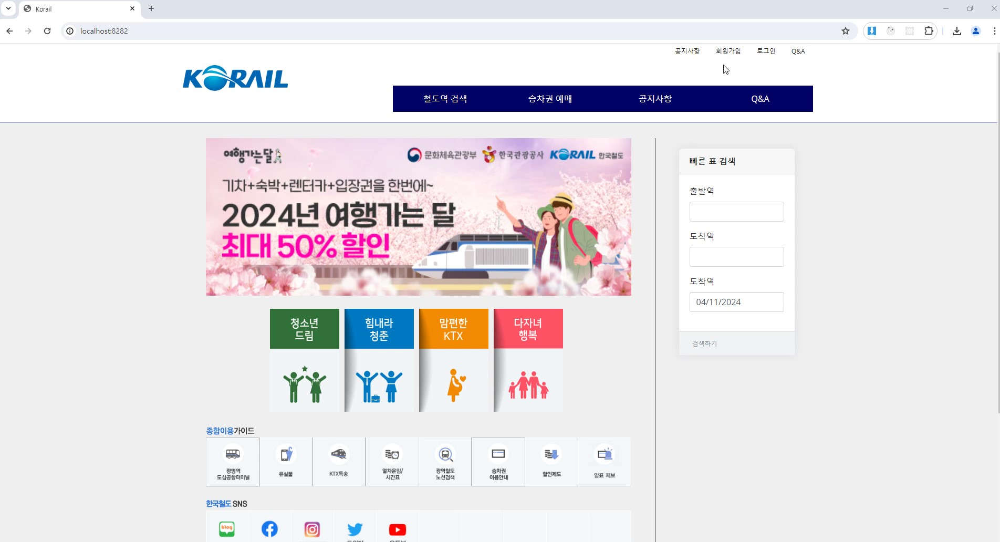 Korail
localhost:8282
공지사항 회원가입 로그인 Q&A
KORAIL
철도역 검색 승차권 예매 공지사항 Q&A
여행가는달 문화체육관광부 한국관광공사 KORAIL 한국철도
기차+숙박+렌터카+입장권을 한번에~
2024년 여행가는 달
최대 50% 할인
빠른 표 검색
출발역
도착역
도착역
04/11/2024
검색하기
청소년
드림
힘내라
청춘
맘편한
KTX
다자녀
행복
종합이용가이드
광명역
도심공항터미널
유실물
KTX특송
열차운임/
시간표
광역철도
노선검색
승차권
이용안내
할인제도
암표 제보
한국철도 SNS
blog